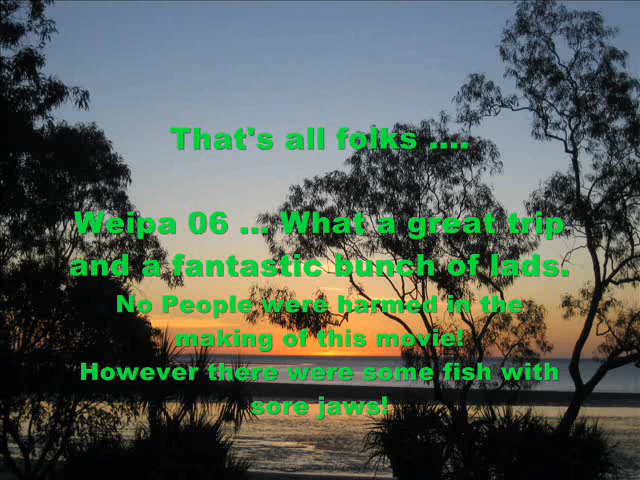 That's all folks ....
Weipa 06 ... What a great trip
and a fantastic bunch of lads.
No People were harmed in the
making of this movie!
However there were some fish with
sore jaws!